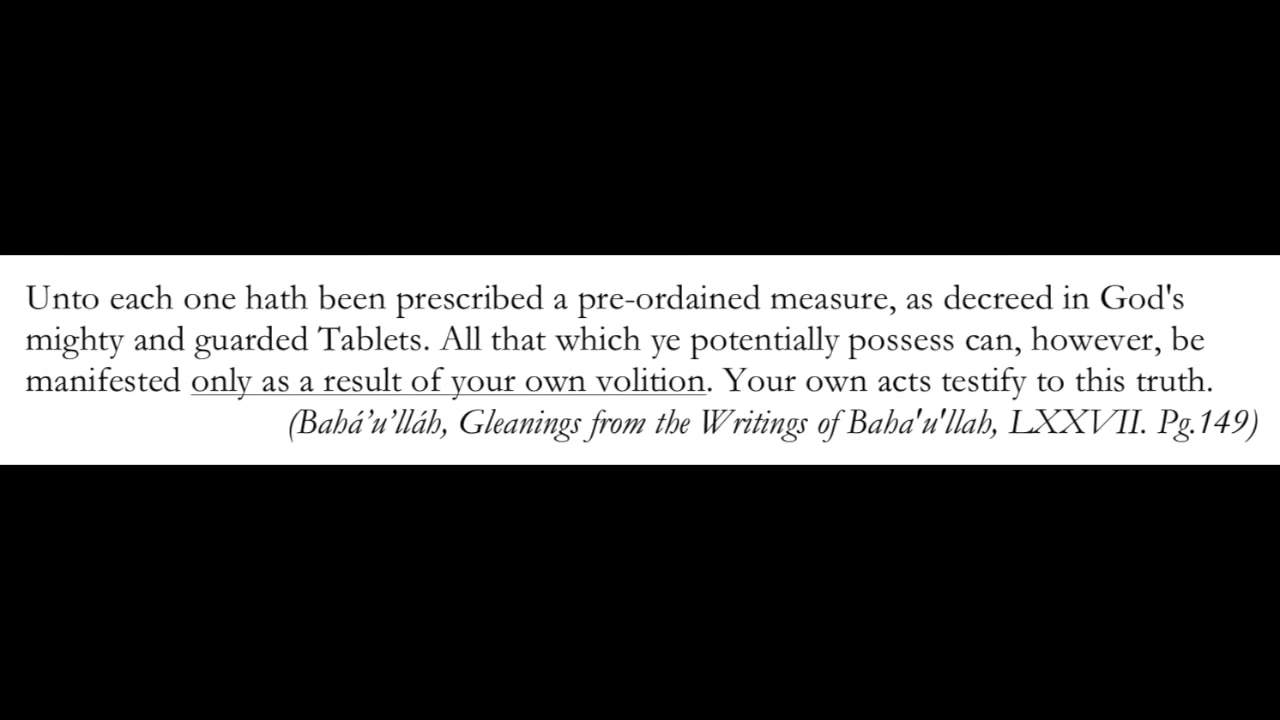 Unto each one hath been prescribed a pre-ordained measure, as decreed in God's
mighty and guarded Tablets. All that which ye potentially possess can, however, be
manifested only as a result of your own volition. Your own acts testify to this truth.
(Bahá’u’lláh, Gleanings from the Writings of Baha'u'llah, LXXVII. Pg.149)